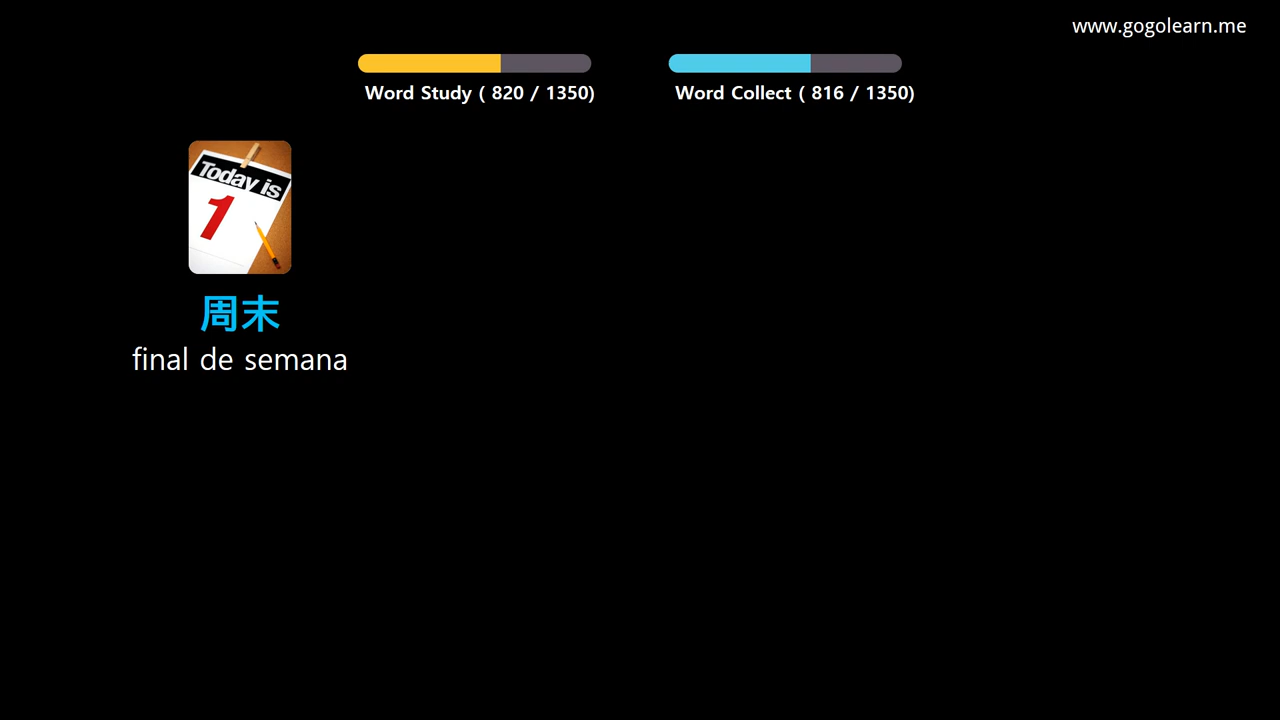 www.gogolearn.me
Word Study ( 820 / 1350)
Word Collect ( 816 / 1350)
Today is
1
周末
final de semana